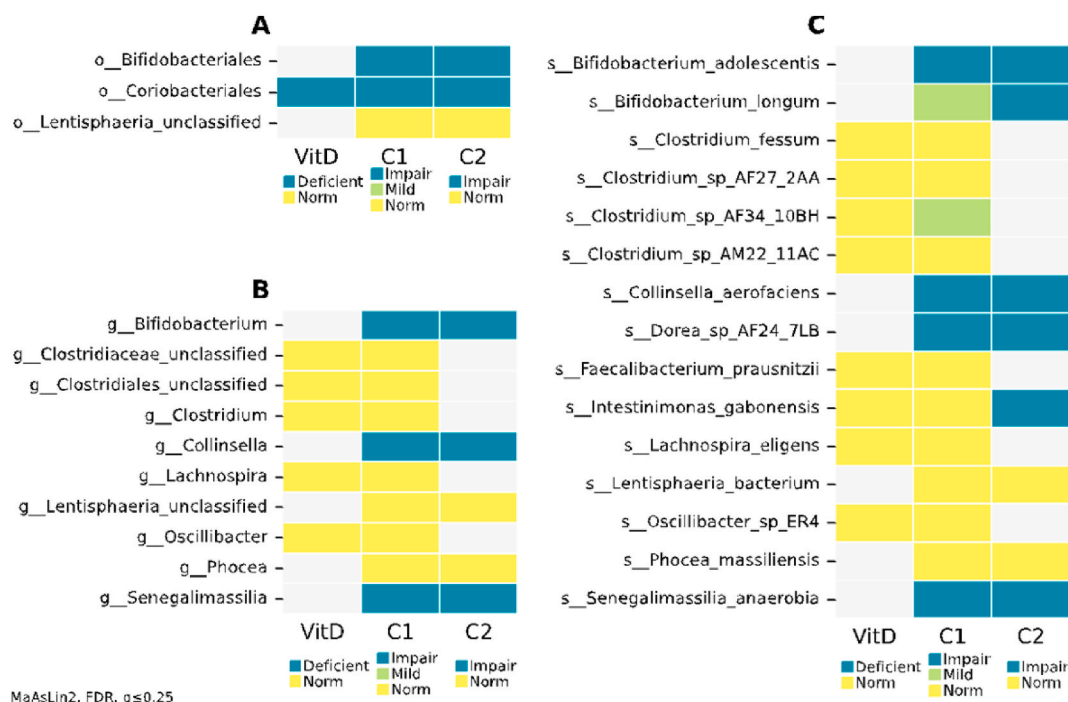 A
o__Bifidobacteriales
o__Coriobacteriales
o__Lentisphaeria_unclassified
VitD C1 C2
Deficient
Norm
Impair
Mild
Norm
Impair
Norm
B
g__Bifidobacterium
g__Clostridiaceae_unclassified
g__Clostridiales_unclassified
g__Clostridium
g__Collinsella
g__Lachnospira
g__Lentisphaeria_unclassified
g__Oscillibacter
g__Phocea
g__Senegalimassilia
VitD C1 C2
Deficient
Norm
Impair
Mild
Norm
Impair
Norm
MaAsLin2, FDR, q≤0.25
C
s__Bifidobacterium_adolescentis
s__Bifidobacterium_longum
s__Clostridium_fessum
s__Clostridium_sp_AF27_2AA
s__Clostridium_sp_AF34_10BH
s__Clostridium_sp_AM22_11AC
s__Collinsella_aerofaciens
s__Dorea_sp_AF24_7LB
s__Faecalibacterium_prausnitzii
s__Intestinimonas_gabonensis
s__Lachnospira_eligens
s__Lentisphaeria_bacterium
s__Oscillibacter_sp_ER4
s__Phocea_massiliensis
s__Senegalimassilia_anaerobia
VitD C1 C2
Deficient
Norm
Impair
Mild
Norm
Impair
Norm